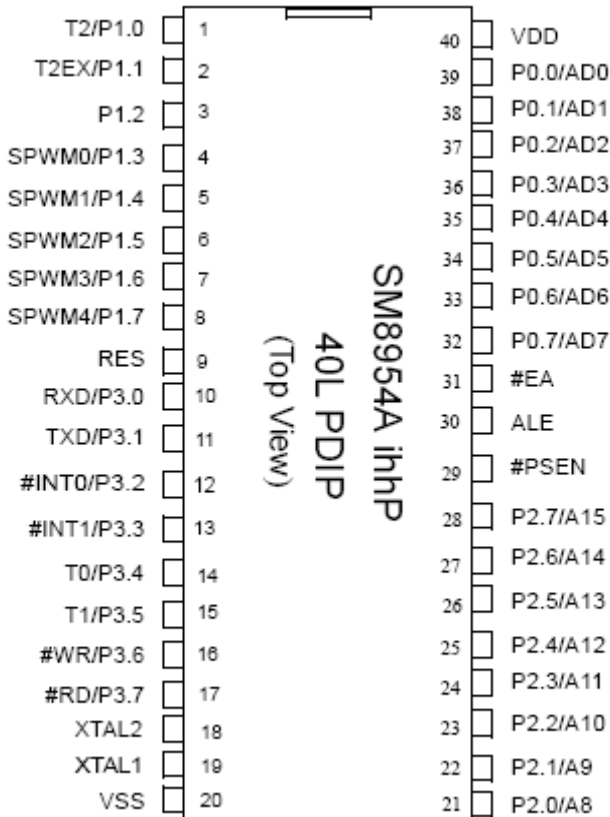 T2/P1.0 1
T2EX/P1.1 2
P1.2 3
SPWM0/P1.3 4
SPWM1/P1.4 5
SPWM2/P1.5 6
SPWM3/P1.6 7
SPWM4/P1.7 8
RES 9
RXD/P3.0 10
TXD/P3.1 11
#INT0/P3.2 12
#INT1/P3.3 13
T0/P3.4 14
T1/P3.5 15
#WR/P3.6 16
#RD/P3.7 17
XTAL2 18
XTAL1 19
VSS 20
SM8954A ihhP
40L PDIP
(Top View)
40 VDD
39 P0.0/AD0
38 P0.1/AD1
37 P0.2/AD2
36 P0.3/AD3
35 P0.4/AD4
34 P0.5/AD5
33 P0.6/AD6
32 P0.7/AD7
31 #EA
30 ALE
29 #PSEN
28 P2.7/A15
27 P2.6/A14
26 P2.5/A13
25 P2.4/A12
24 P2.3/A11
23 P2.2/A10
22 P2.1/A9
21 P2.0/A8